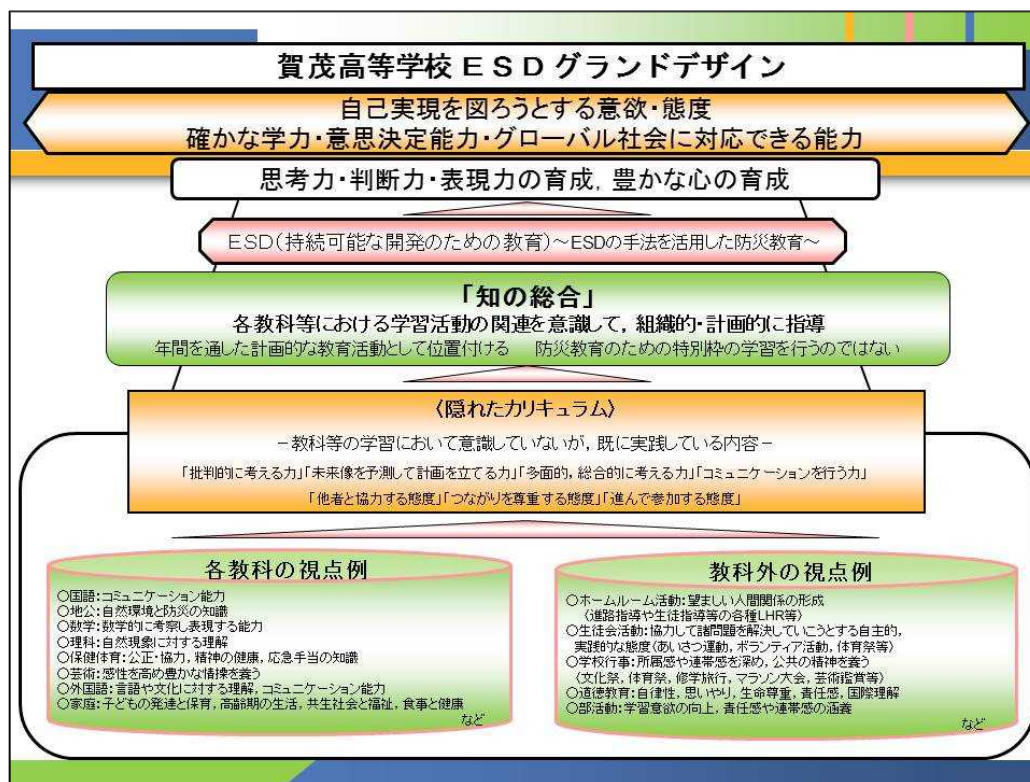 賀茂高等学校ESDグランドデザイン
自己実現を図ろうとする意欲・態度
確かな学力・意思決定能力・グローバル社会に対応できる能力
思考力・判断力・表現力の育成，豊かな心の育成
ESD（持続可能な開発のための教育）～ESDの手法を活用した防災教育～
「知の総合」
各教科等における学習活動の関連を意識して，組織的・計画的に指導
年間を通した計画的な教育活動として位置付ける　防災教育のための特別枠の学習を行うのではない
〈隠れたカリキュラム〉
－教科等の学習において意識していないが，既に実践している内容－
「批判的に考える力」「未来像を予測して計画を立てる力」「多面的，総合的に考える力」「コミュニケーションを行う力」
「他者と協力する態度」「つながりを尊重する態度」「進んで参加する態度」
各教科の視点例
○国語：コミュニケーション能力
○地公：自然環境と防災の知識
○数学：数学的に考察し表現する能力
○理科：自然現象に対する理解
○保健体育：公正・協力，精神の健康，応急手当の知識
○芸術：感性を高め豊かな情操を養う
○外国語：言語や文化に対する理解，コミュニケーション能力
○家庭：子どもの発達と保育，高齢期の生活，共生社会と福祉，食事と健康
など
教科外の視点例
○ホームルーム活動：望ましい人間関係の形成
（進路指導や生徒指導等の各種LHR等）
○生徒会活動：協力して諸問題を解決していこうとする自主的，
実践的な態度（あいさつ運動，ボランティア活動，体育祭等）
○学校行事：所属感や連帯感を深め，公共の精神を養う
（文化祭，体育祭，修学旅行，マラソン大会，芸術鑑賞等）
○道徳教育：自律性，思いやり，生命尊重，責任感，国際理解
○部活動：学習意欲の向上，責任感や連帯感の涵養
など